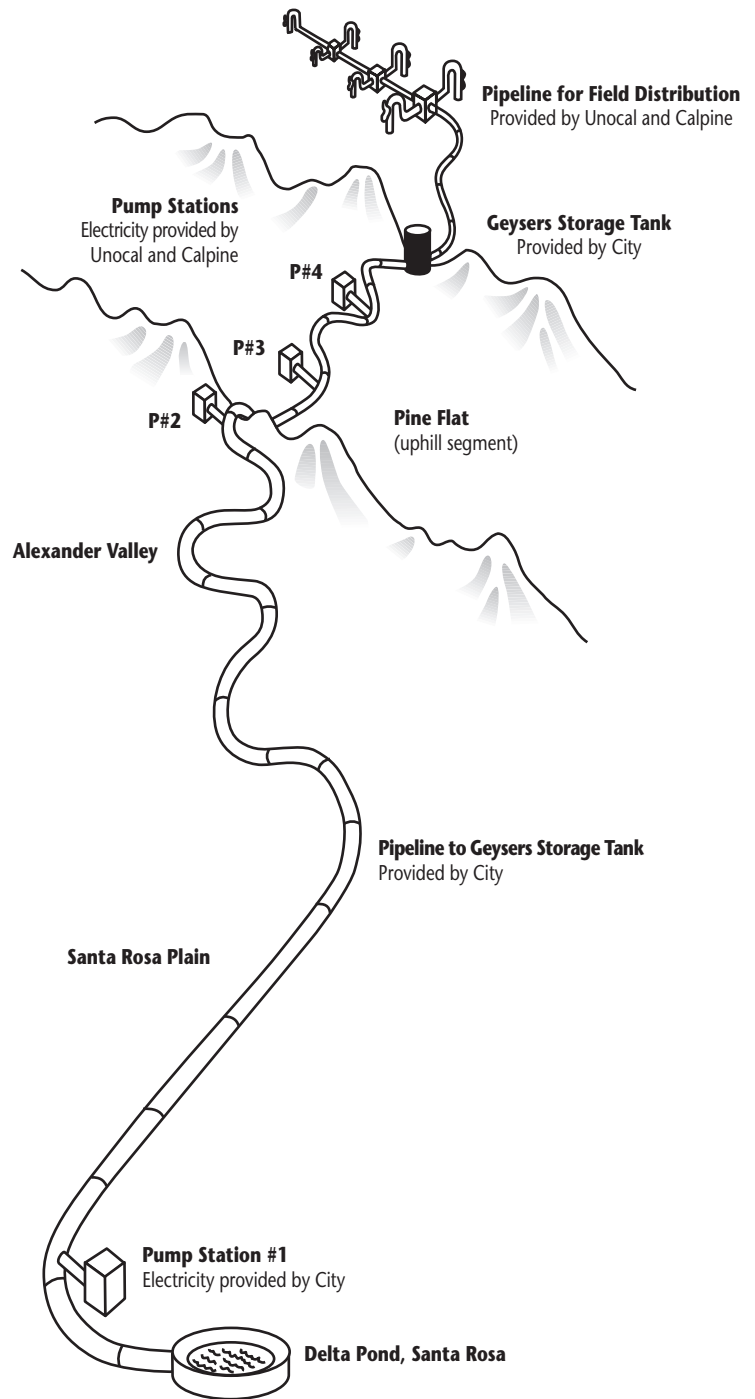 Pipeline for Field Distribution
Provided by Unocal and Calpine
Pump Stations
Electricity provided by
Unocal and Calpine
Geysers Storage Tank
Provided by City
P#4
P#3
P#2
Pine Flat
(uphill segment)
Alexander Valley
Pipeline to Geysers Storage Tank
Provided by City
Santa Rosa Plain
Pump Station #1
Electricity provided by City
Delta Pond, Santa Rosa